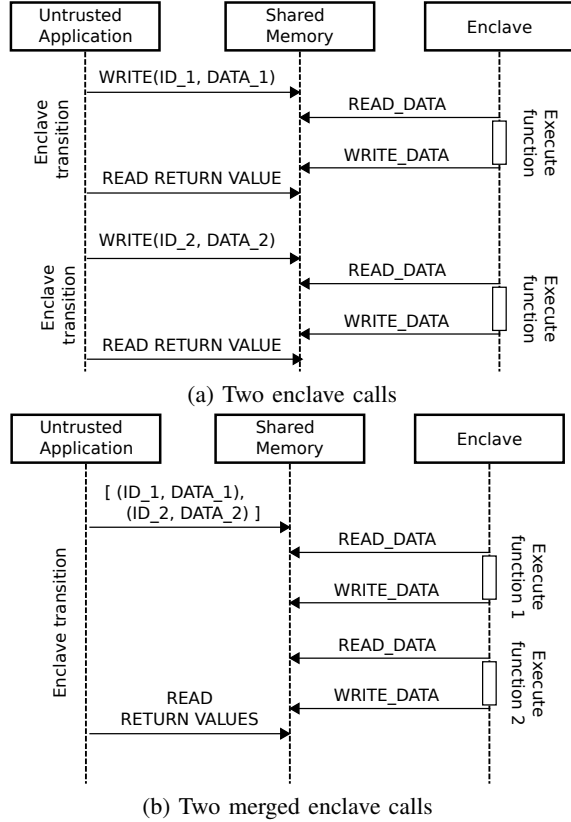 Untrusted
Application
Shared
Memory
Enclave
WRITE(ID_1, DATA_1)
READ_DATA
Enclave
transition
Execute
function
WRITE_DATA
READ RETURN VALUE
WRITE(ID_2, DATA_2)
READ_DATA
Enclave
transition
Execute
function
WRITE_DATA
READ RETURN VALUE
(a) Two enclave calls
Untrusted
Application
Shared
Memory
Enclave
[ (ID_1, DATA_1),
(ID_2, DATA_2) ]
READ_DATA
Execute
function 1
WRITE_DATA
Enclave transition
READ_DATA
Execute
function 2
WRITE_DATA
READ
RETURN VALUES
(b) Two merged enclave calls